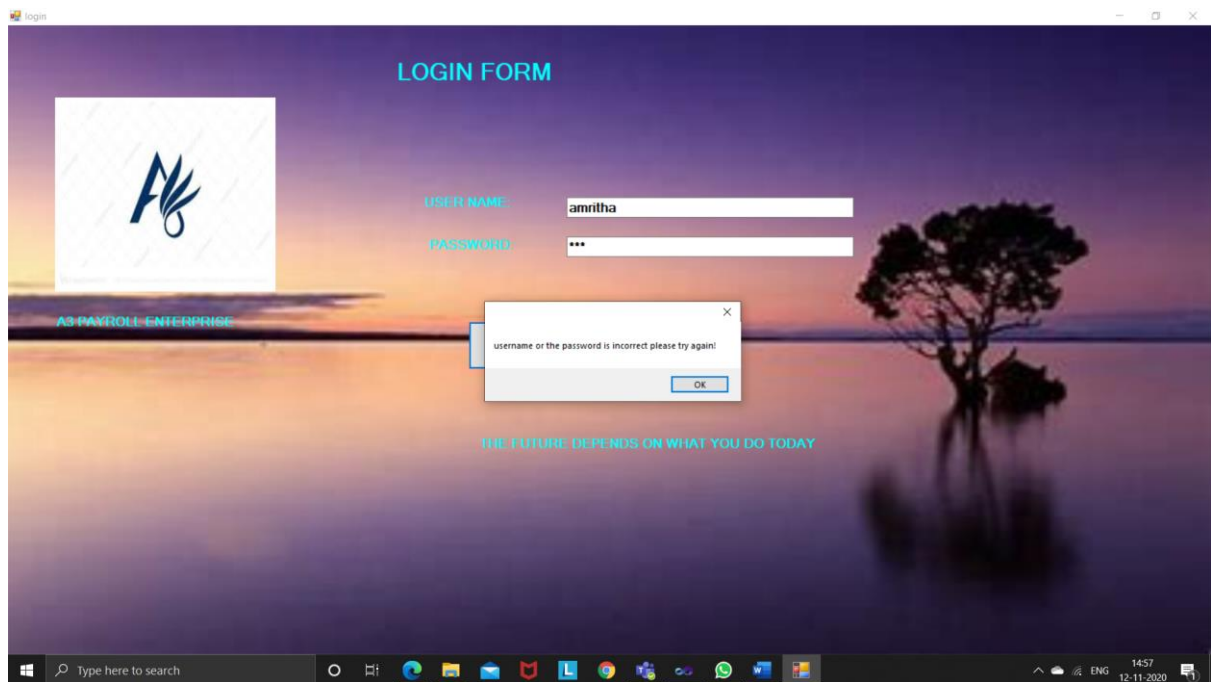 login
LOGIN FORM
USER NAME
amritha
PASSWORD
•••
A3 PAYROLL ENTERPRISE
username or the password is incorrect please try again!
OK
THE FUTURE DEPENDS ON WHAT YOU DO TODAY
Type here to search
ENG
14:57
12-11-2020